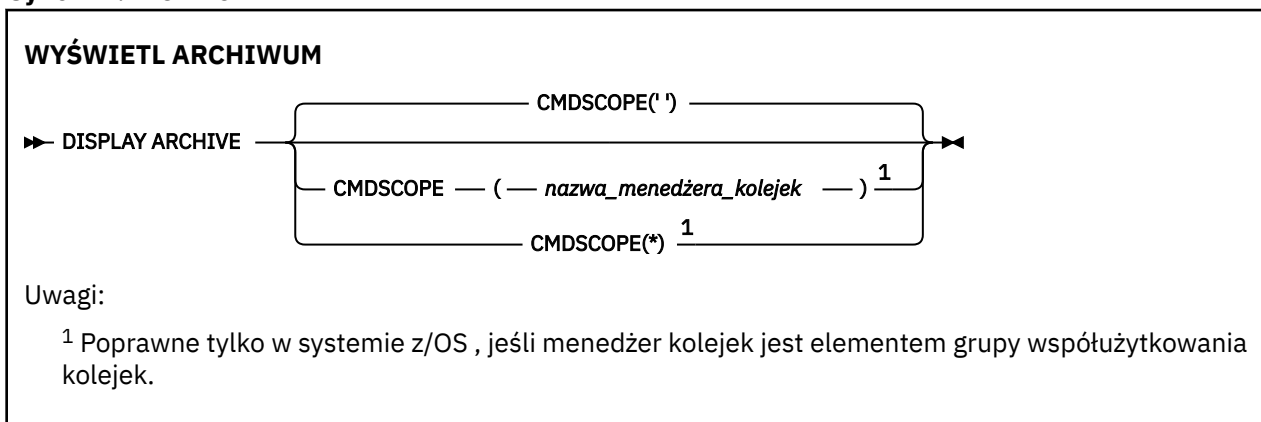 WYŚWIETL ARCHIWUM
CMDSCOPE(' ')
DISPLAY ARCHIVE
CMDSCOPE ( nazwa_menedżera_kolejek ) 1
CMDSCOPE(*) 1
Uwagi:
1 Poprawne tylko w systemie z/OS , jeśli menedżer kolejek jest elementem grupy współużytkowania
kolejek.